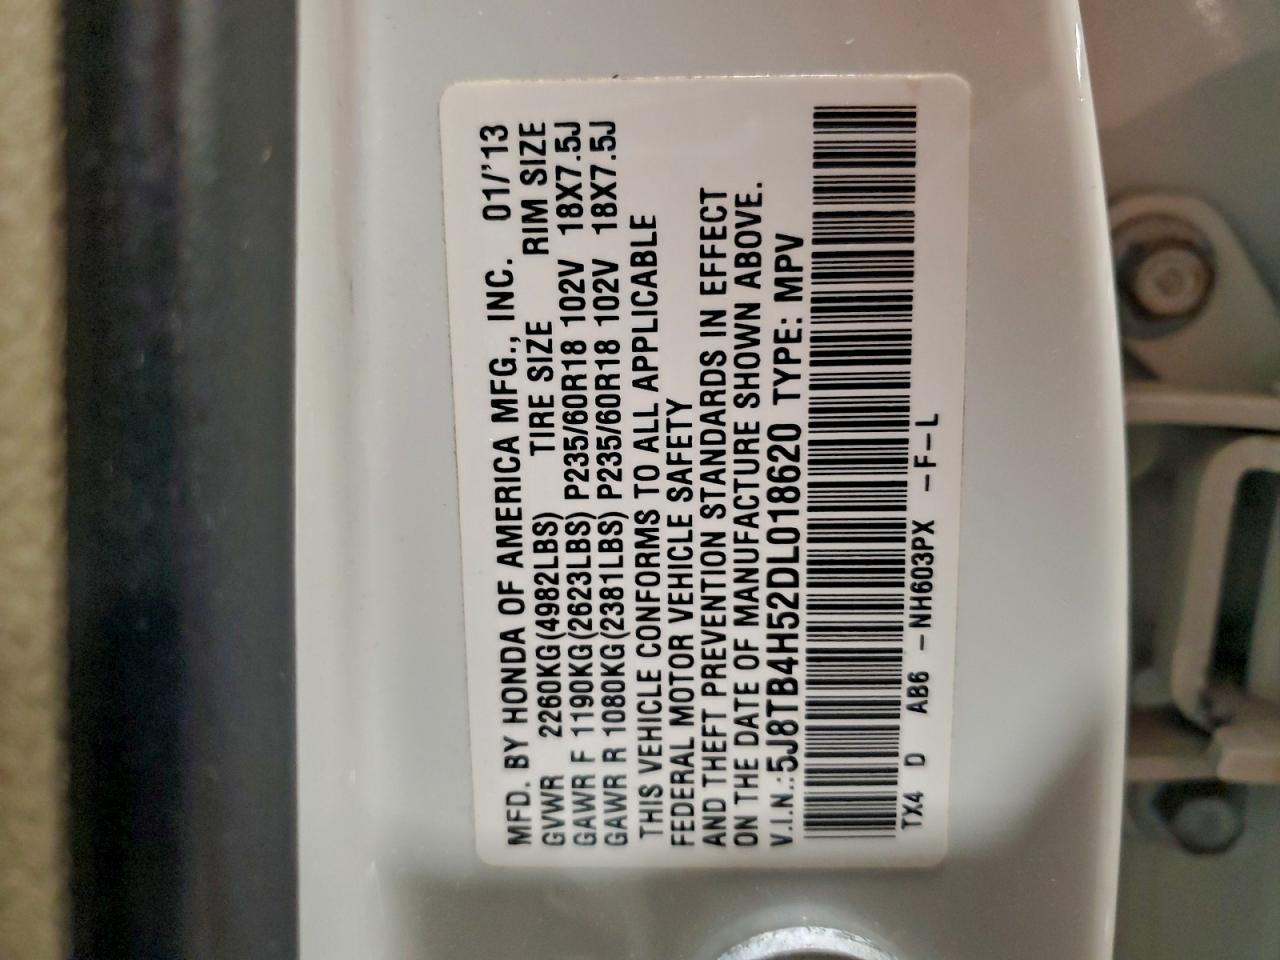 MFD. BY HONDA OF AMERICA MFG., INC. 01/'13
GVWR 2260KG(4982LBS) TIRE SIZE RIM SIZE
GAWR F 1190KG(2623LBS) P235/60R18 102V 18X7.5J
GAWR R 1080KG(2381LBS) P235/60R18 102V 18X7.5J
THIS VEHICLE CONFORMS TO ALL APPLICABLE
FEDERAL MOTOR VEHICLE SAFETY
AND THEFT PREVENTION STANDARDS IN EFFECT
ON THE DATE OF MANUFACTURE SHOWN ABOVE.
V.I.N.:5J8TB4H52DL018620 TYPE: MPV
TX4 D AB6 -NH603PX -F-L